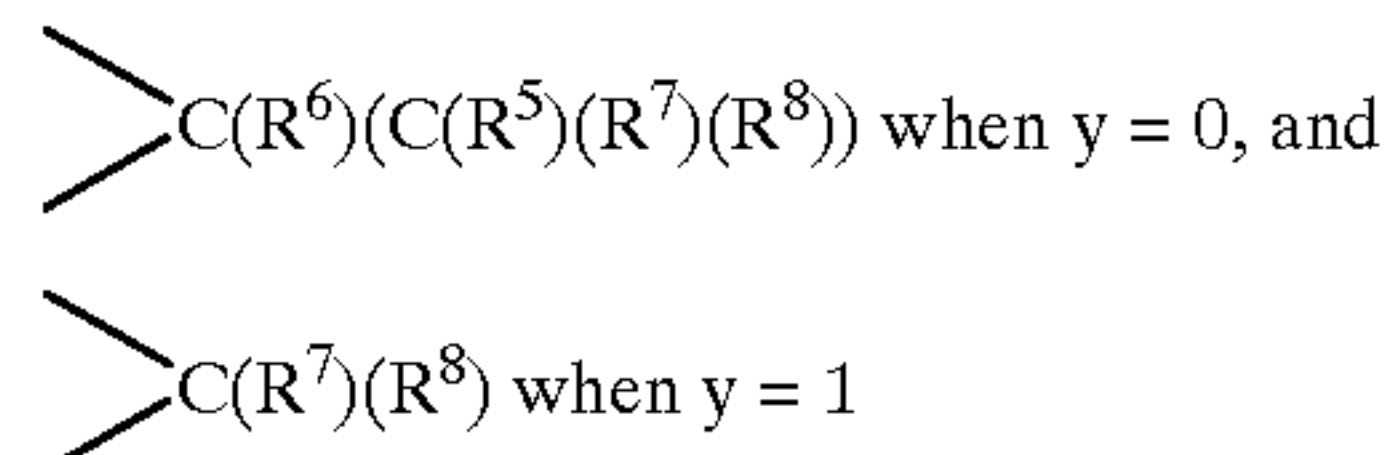 C(R⁶)(C(R⁵)(R⁷)(R⁸)) when y = 0, and
C(R⁷)(R⁸) when y = 1